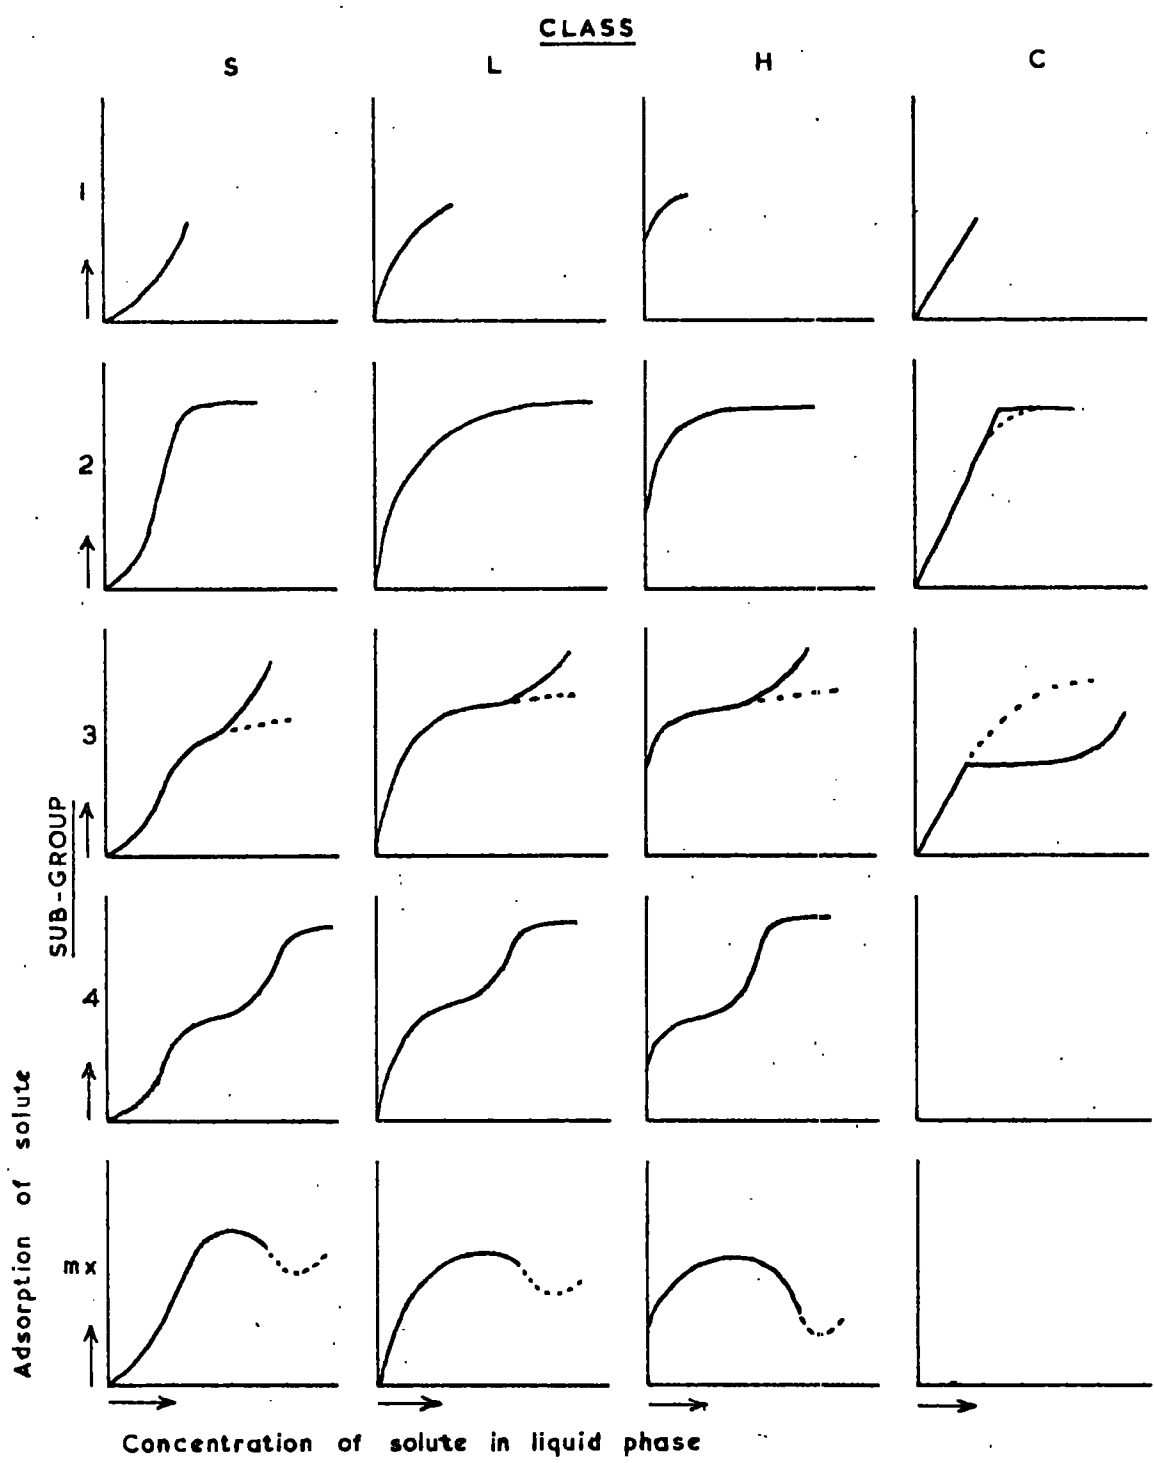 CLASS
S L H C
1
2
3
SUB-GROUP
4
mx
Adsorption of solute
Concentration of solute in liquid phase